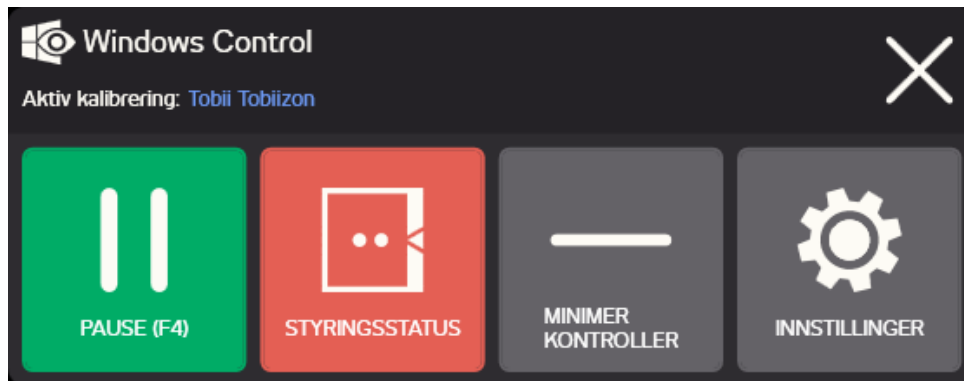 Windows Control
Aktiv kalibrering: Tobii Tobiizon
PAUSE (F4)
STYRINGSSTATUS
MINIMER
KONTROLLER
INNSTILLINGER